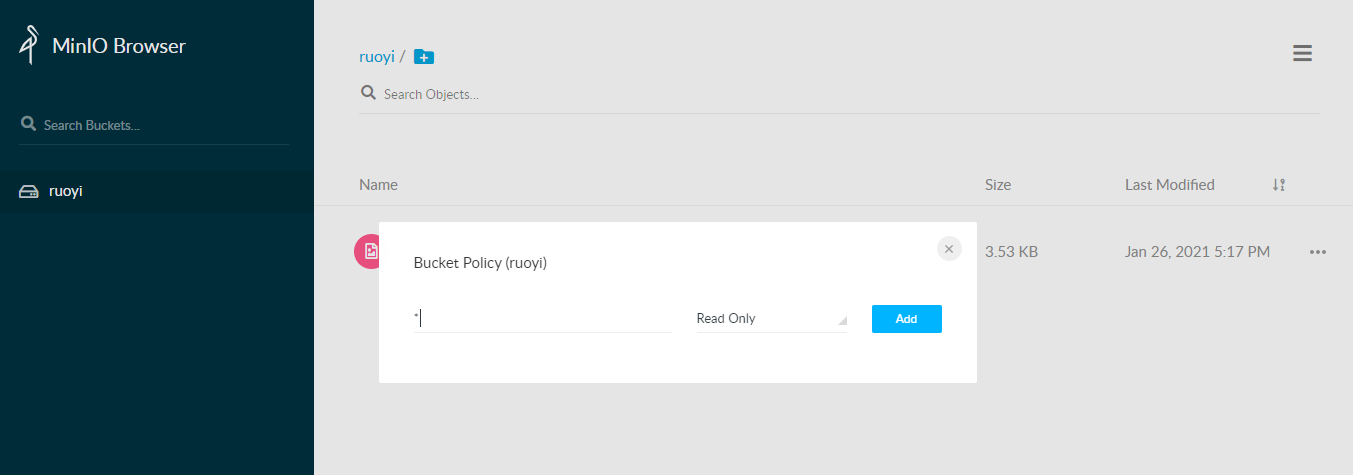 MinIO Browser
Search Buckets...
ruoyi
ruoyi /
Search Objects...
Name Size Last Modified
3.53 KB Jan 26, 2021 5:17 PM
Bucket Policy (ruoyi)
* Read Only Add